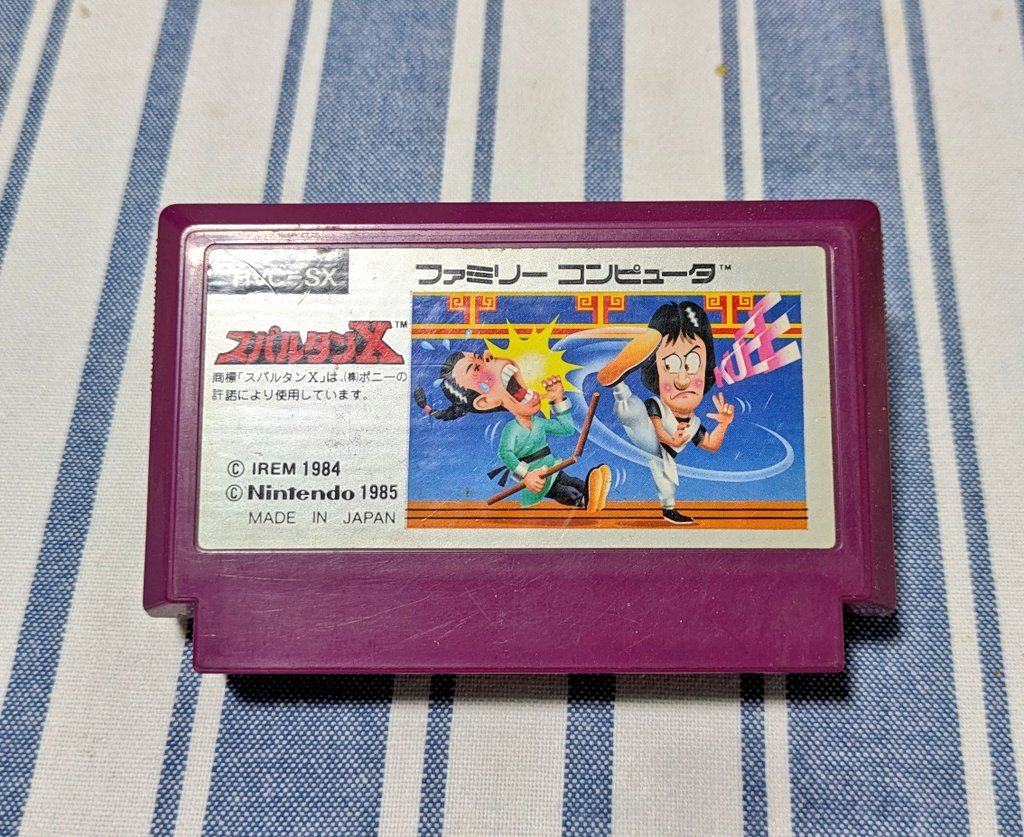 HVC-SX
ファミリー コンピュータ™
スパルタンX™
商標「スパルタンX」は、(株)ポニーの
許諾により使用しています。
© IREM 1984
© Nintendo 1985
MADE IN JAPAN